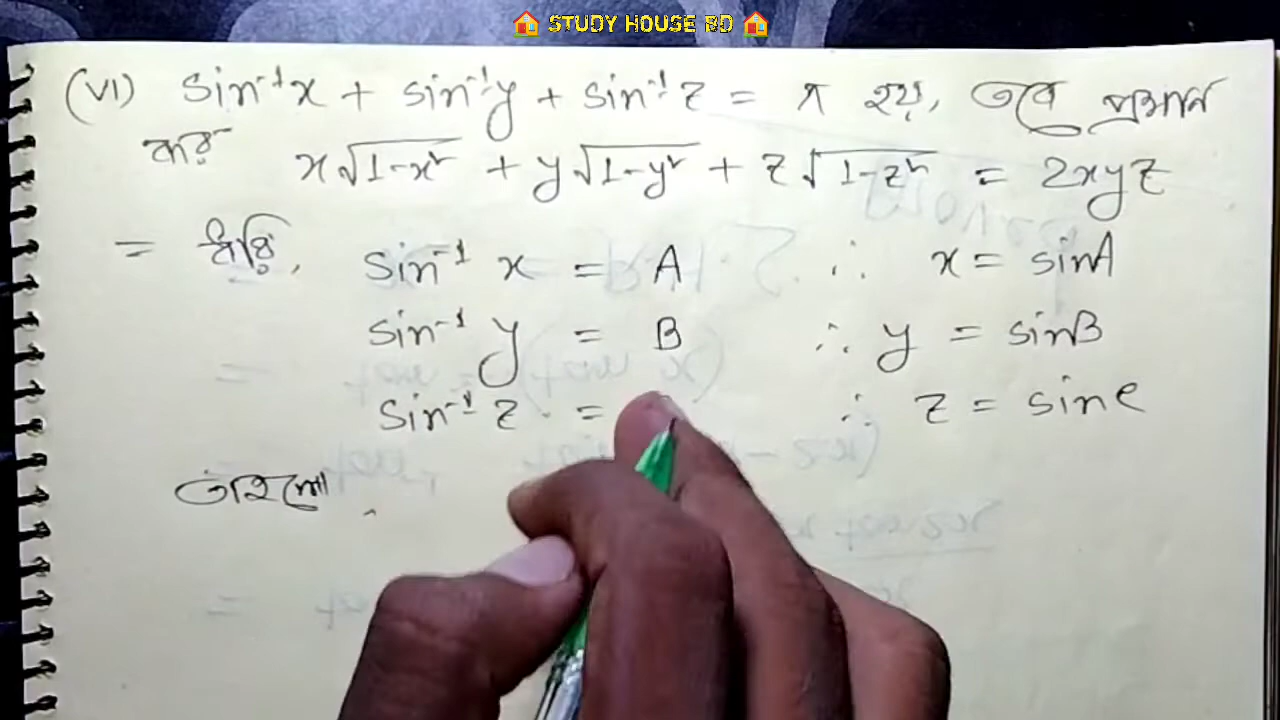 🏠 STUDY HOUSE BD 🏠
(VI) sin⁻¹x + sin⁻¹y + sin⁻¹z = π হয়, তবে প্রমাণ
কর x√1-x² + y√1-y² + z√1-z² = 2xyz
= ধরি, sin⁻¹ x = A ∴ x = sinA
sin⁻¹ y = B ∴ y = sinB
sin⁻¹ z = ∴ z = sinC
তাহলে,